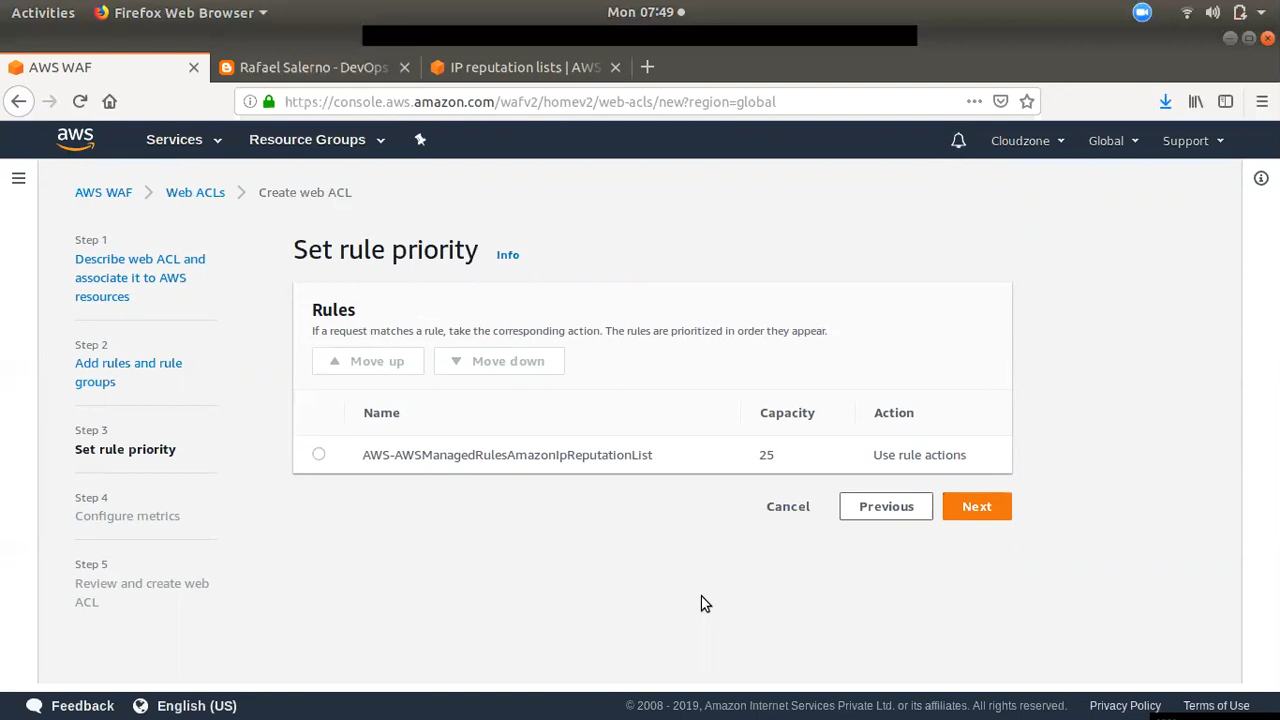 Activities Firefox Web Browser Mon 07:49
AWS WAF Rafael Salerno - DevOps IP reputation lists | AWS
https://console.aws.amazon.com/wafv2/homev2/web-acls/new?region=global
aws Services Resource Groups Cloudzone Global Support
AWS WAF Web ACLs Create web ACL
Step 1
Describe web ACL and
associate it to AWS
resources
Step 2
Add rules and rule
groups
Step 3
Set rule priority
Step 4
Configure metrics
Step 5
Review and create web
ACL
Set rule priority Info
Rules
If a request matches a rule, take the corresponding action. The rules are prioritized in order they appear.
Move up Move down
Name Capacity Action
AWS-AWSManagedRulesAmazonIpReputationList 25 Use rule actions
Cancel Previous Next
Feedback English (US) © 2008 - 2019, Amazon Internet Services Private Ltd. or its affiliates. All rights reserved. Privacy Policy Terms of Use